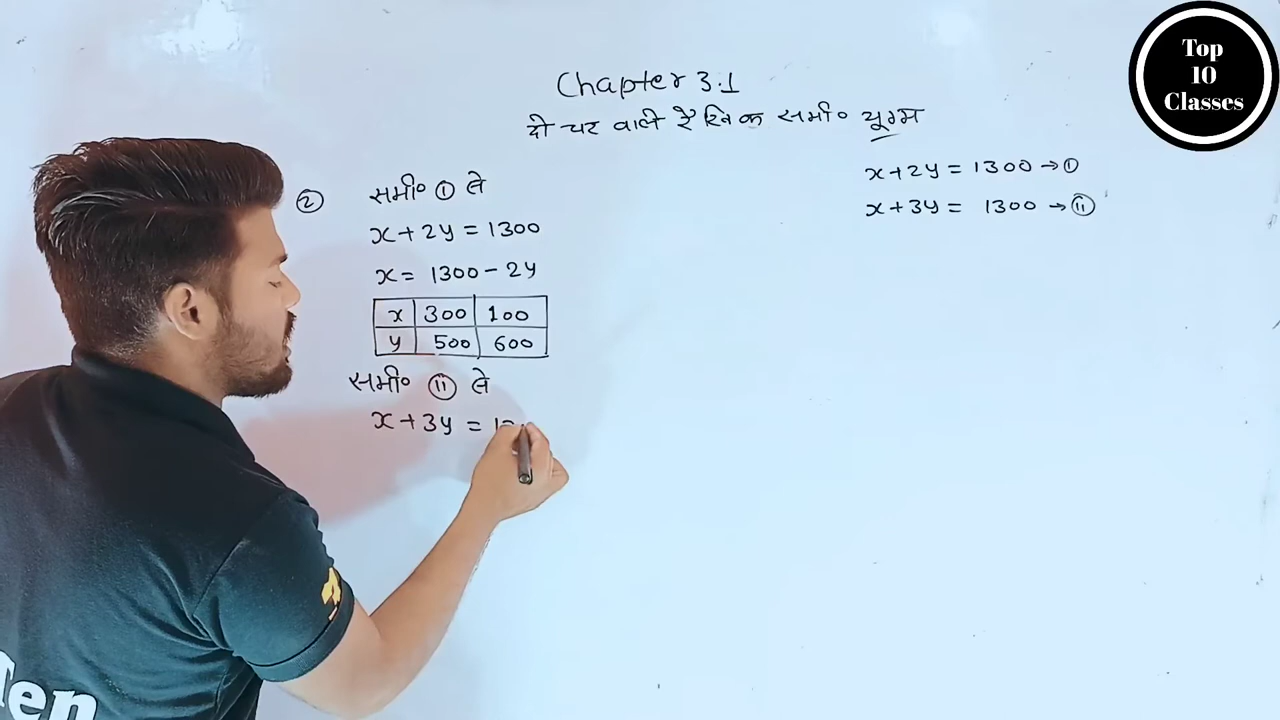 Top
10
Classes
Chapter 3.1
दो चर वाले रैखिक समी० युग्म
x+2y = 1300 → ①
x+3y = 1300 → ⑪
② समी० ① से
x+2y = 1300
x = 1300 - 2y
x 300 100
y 500 600
समी० ⑪ से
x+3y =
Ten